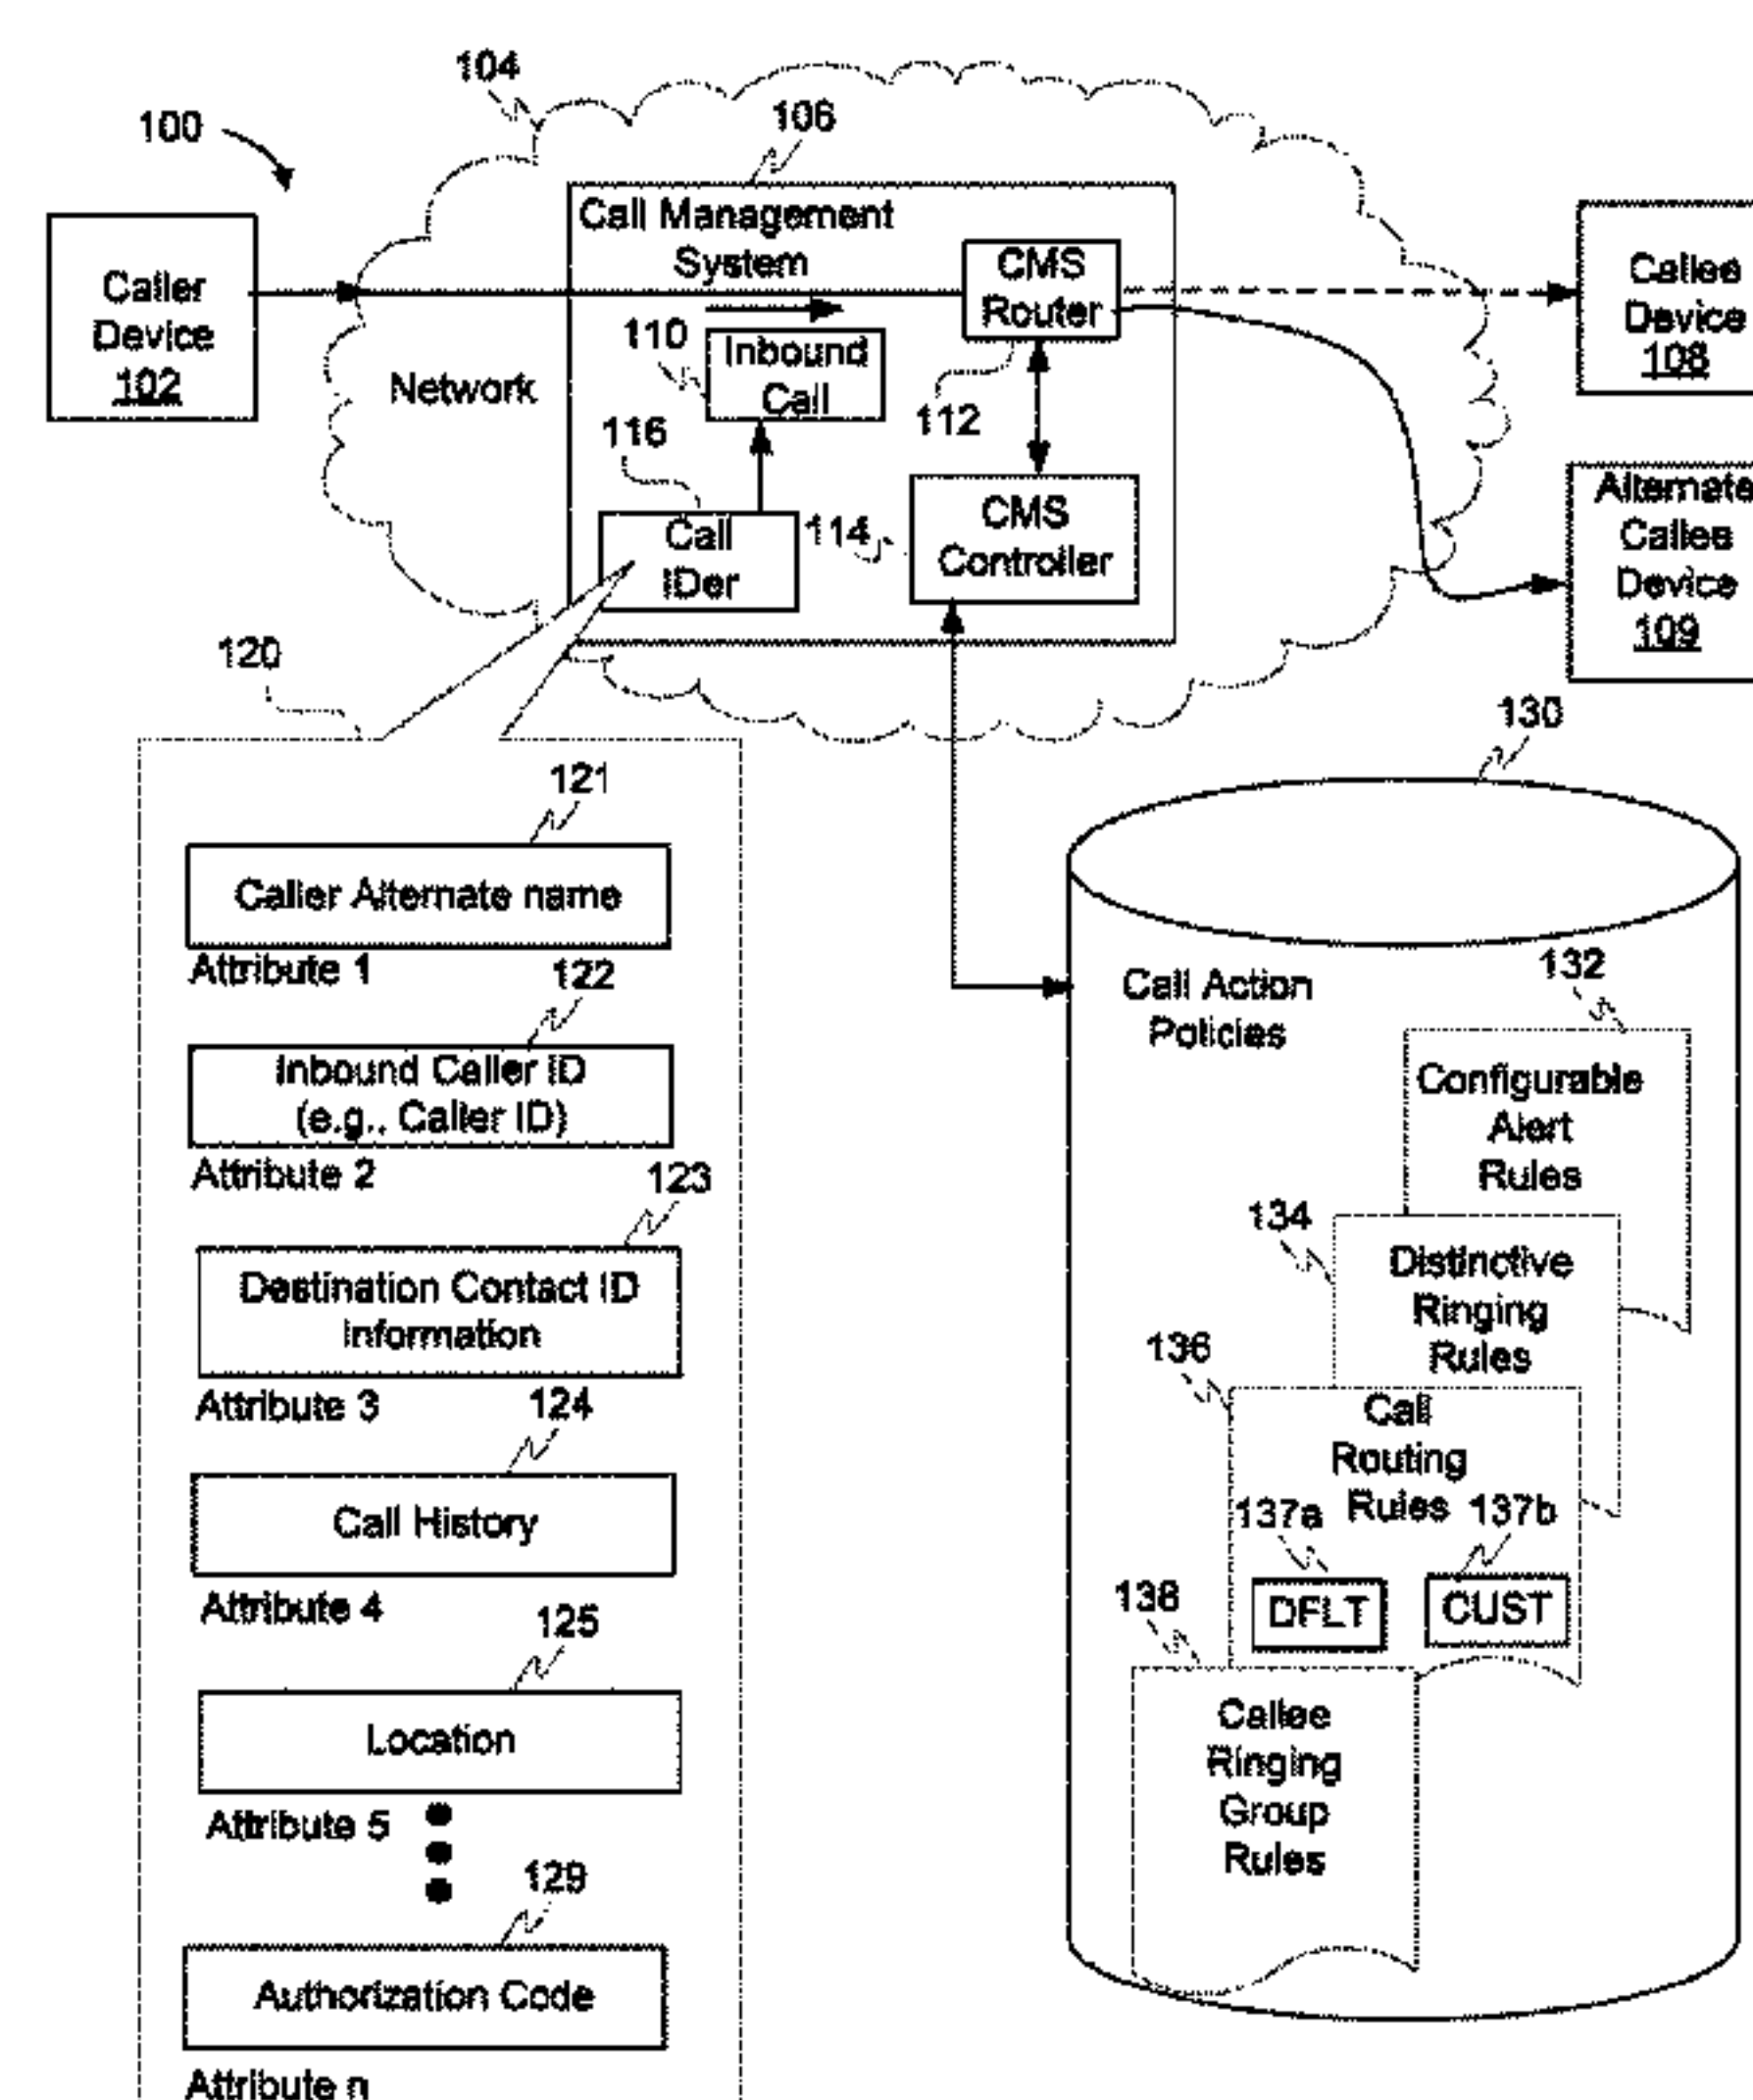 104
100
106
Call Management
System
CMS
Router
Caller
Device
102
Callee
Device
108
110
Inbound
Call
Network
112
116
Call
IDer
114
CMS
Controller
Alternate
Callee
Device
109
120
130
121
Caller Alternate name
Attribute 1
122
Inbound Caller ID
(e.g., Caller ID)
Attribute 2
123
Destination Contact ID
Information
Attribute 3
124
Call History
Attribute 4
125
Location
Attribute 5
129
Authorization Code
Attribute n
Call Action
Policies
132
Configurable
Alert
Rules
134
Distinctive
Ringing
Rules
136
Call
Routing
Rules
137a
137b
DFLT
CUST
138
Callee
Ringing
Group
Rules